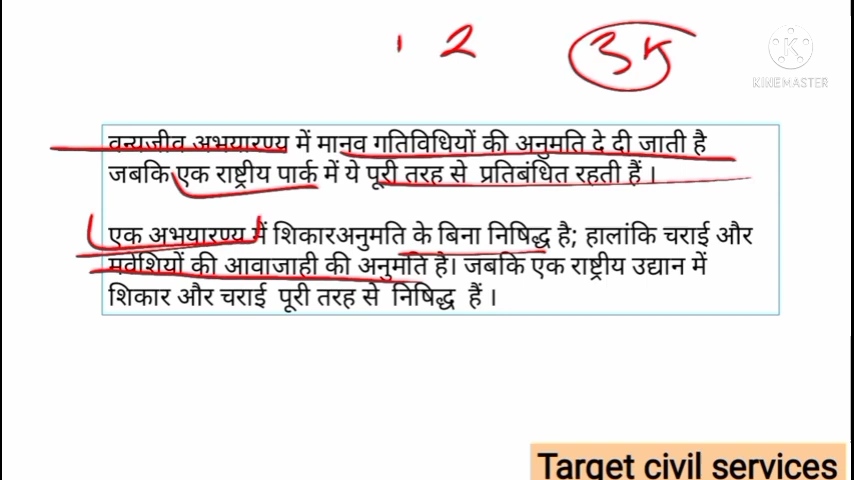 1 2 3K
KINEMASTER
वन्यजीव अभयारण्य में मानव गतिविधियों की अनुमति दे दी जाती है
जबकि एक राष्ट्रीय पार्क में ये पूरी तरह से प्रतिबंधित रहती हैं ।
एक अभयारण्य में शिकारअनुमति के बिना निषिद्ध है; हालांकि चराई और
मवेशियों की आवाजाही की अनुमति है। जबकि एक राष्ट्रीय उद्यान में
शिकार और चराई पूरी तरह से निषिद्ध हैं ।
Target civil services